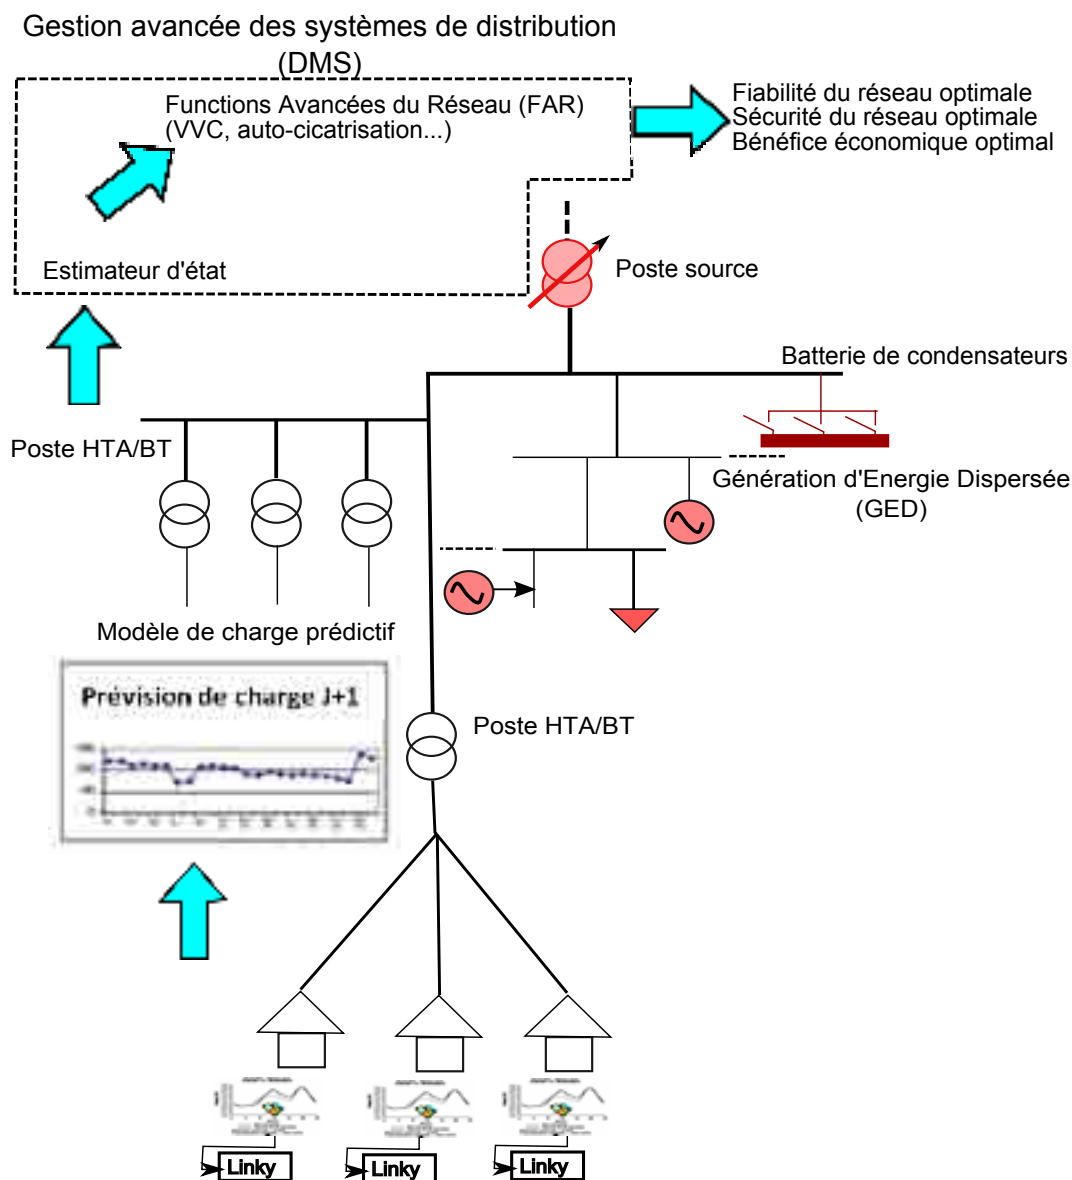 Gestion avancée des systèmes de distribution
(DMS)
Functions Avancées du Réseau (FAR)
(VVC, auto-cicatrisation...)
Fiabilité du réseau optimale
Sécurité du réseau optimale
Bénéfice économique optimal
Estimateur d'état
Poste source
Batterie de condensateurs
Poste HTA/BT
Génération d'Energie Dispersée
(GED)
Modèle de charge prédictif
Prévision de charge J+1
Poste HTA/BT
Linky
Linky
Linky